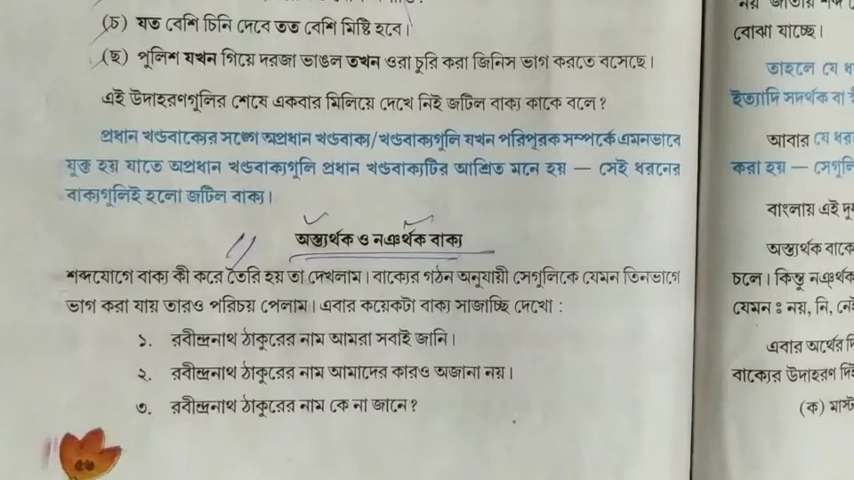 (চ) যত বেশি চিনি দেবে তত বেশি মিষ্টি হবে।
(ছ) পুলিশ যখন গিয়ে দরজা ভাঙল তখন ওরা চুরি করা জিনিস ভাগ করতে বসেছে।
এই উদাহরণগুলির শেষে একবার মিলিয়ে দেখে নিই জটিল বাক্য কাকে বলে?
প্রধান খণ্ডবাক্যের সঙ্গে অপ্রধান খণ্ডবাক্য/খণ্ডবাক্যগুলি যখন পরিপূরক সম্পর্কে এমনভাবে
যুক্ত হয় যাতে অপ্রধান খণ্ডবাক্যগুলি প্রধান খণ্ডবাক্যটির আশ্রিত মনে হয় — সেই ধরনের
বাক্যগুলিই হলো জটিল বাক্য।
অস্ত্যর্থক ও নঞর্থক বাক্য
শব্দযোগে বাক্য কী করে তৈরি হয় তা দেখলাম। বাক্যের গঠন অনুযায়ী সেগুলিকে যেমন তিনভাগে
ভাগ করা যায় তারও পরিচয় পেলাম। এবার কয়েকটা বাক্য সাজাচ্ছি দেখো :
১. রবীন্দ্রনাথ ঠাকুরের নাম আমরা সবাই জানি।
২. রবীন্দ্রনাথ ঠাকুরের নাম আমাদের কারও অজানা নয়।
৩. রবীন্দ্রনাথ ঠাকুরের নাম কে না জানে?
৫৬
বোঝা যাচ্ছে।
তাহলে যে
ইত্যাদি সদর্থক বা
আবার যে
করা হয় — সেগুলি
বাংলায় এই
অস্ত্যর্থক বাক্যে
চলে। কিন্তু নঞর্থক
যেমন : নয়, নি, নেই
এবার অর্থের
বাক্যের উদাহরণ দিই
(ক)